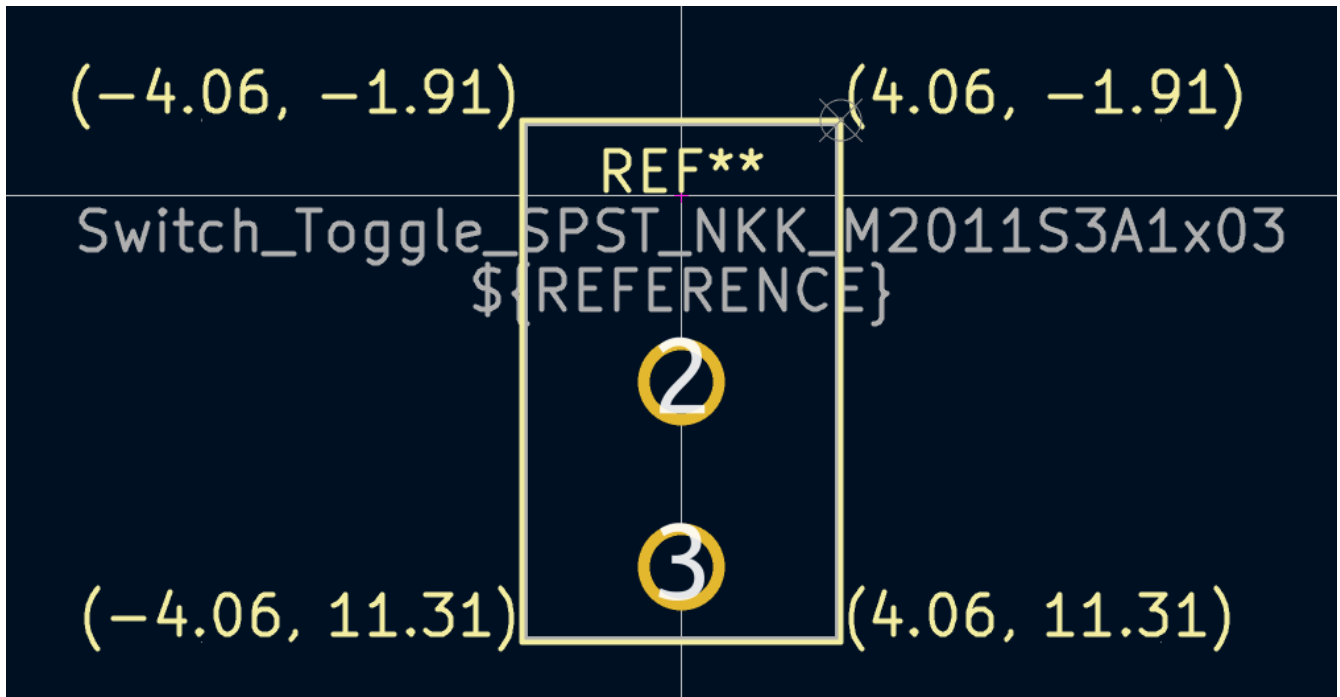 (-4.06, -1.91) (4.06, -1.91)
REF**
Switch_Toggle_SPST_NKK_M2011S3A1x03
${REFERENCE}
2
3
(-4.06, 11.31) (4.06, 11.31)